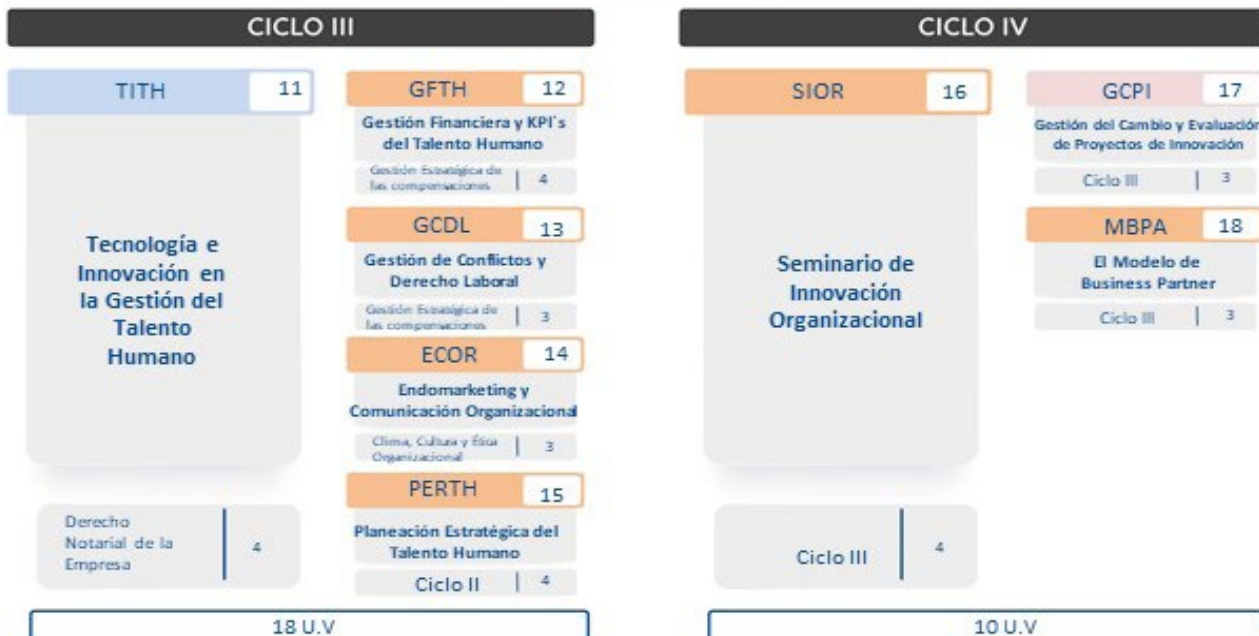 CICLO III
TITH 11
Tecnología e
Innovación en
la Gestión del
Talento
Humano
Derecho
Notarial de la
Empresa
4
GFTH 12
Gestión Financiera y KPI´s
del Talento Humano
Gestión Estratégica de
las compensaciones
4
GCDL 13
Gestión de Conflictos y
Derecho Laboral
Gestión Estratégica de
las compensaciones
3
ECOR 14
Endomarketing y
Comunicación Organizacional
Clima, Cultura y Ética
Organizacional
3
PERTH 15
Planeación Estratégica del
Talento Humano
Ciclo II 4
18 U.V
CICLO IV
SIOR 16
Seminario de
Innovación
Organizacional
Ciclo III 4
GCPI 17
Gestión del Cambio y Evaluación
de Proyectos de Innovación
Ciclo III 3
MBPA 18
El Modelo de
Business Partner
Ciclo III 3
10 U.V